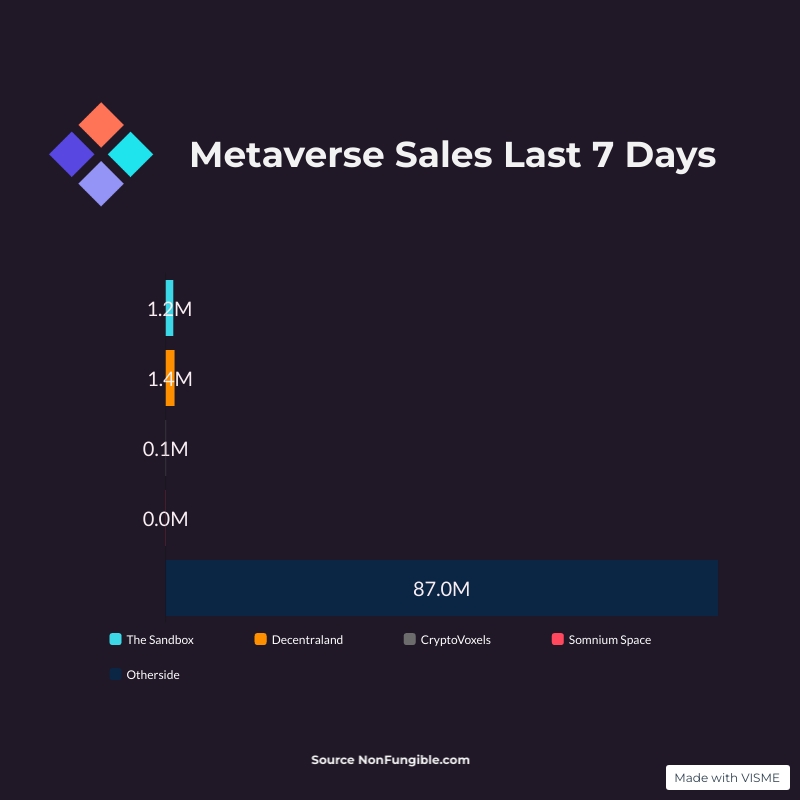 Metaverse Sales Last 7 Days
1.2M
1.4M
0.1M
0.0M
87.0M
The Sandbox Decentraland CryptoVoxels Somnium Space
Otherside
Source NonFungible.com
Made with VISME